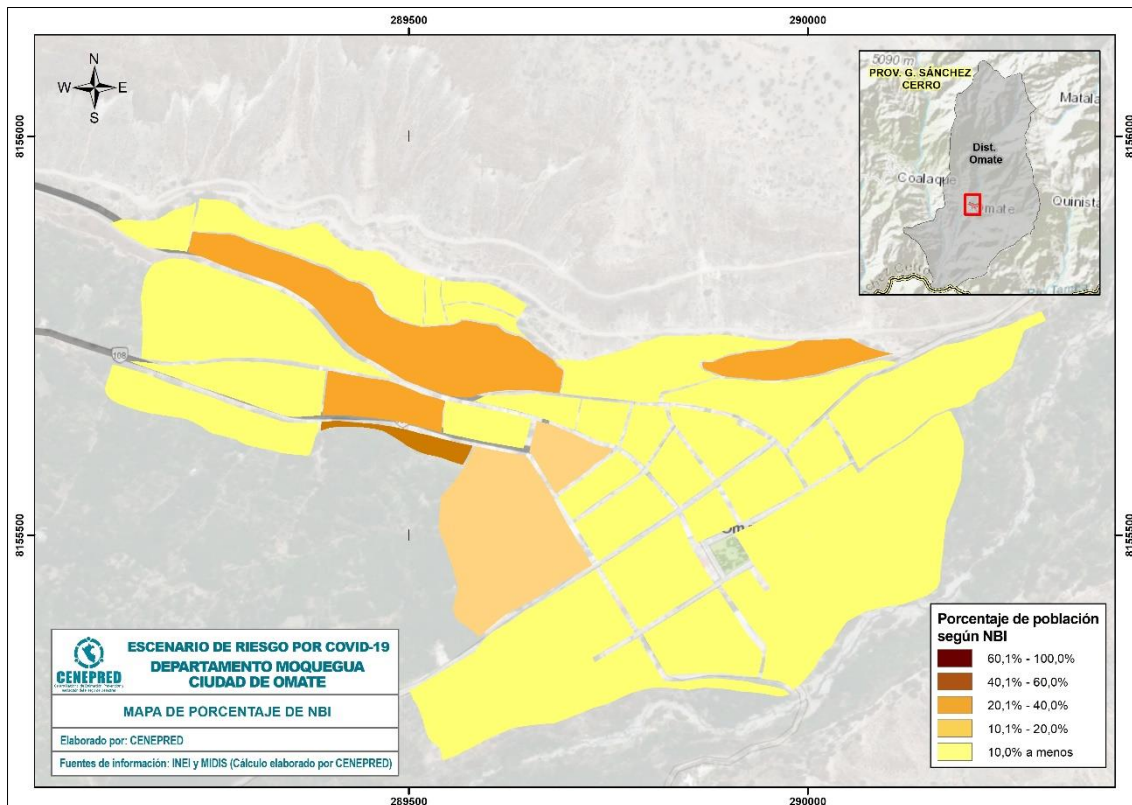 289500
290000
8156000
8156000
N
W
E
S
5090 m
PROV. G. SÁNCHEZ
CERRO
Matala
Dist.
Omate
Coalaque
Omate
Quinista
108
8155500
8155500
Om
Porcentaje de población
según NBI
60,1% - 100,0%
40,1% - 60,0%
20,1% - 40,0%
10,1% - 20,0%
10,0% a menos
CENEPRED
ESCENARIO DE RIESGO POR COVID-19
DEPARTAMENTO MOQUEGUA
CIUDAD DE OMATE
MAPA DE PORCENTAJE DE NBI
Elaborado por: CENEPRED
Fuentes de información: INEI y MIDIS (Cálculo elaborado por CENEPRED)
289500
290000